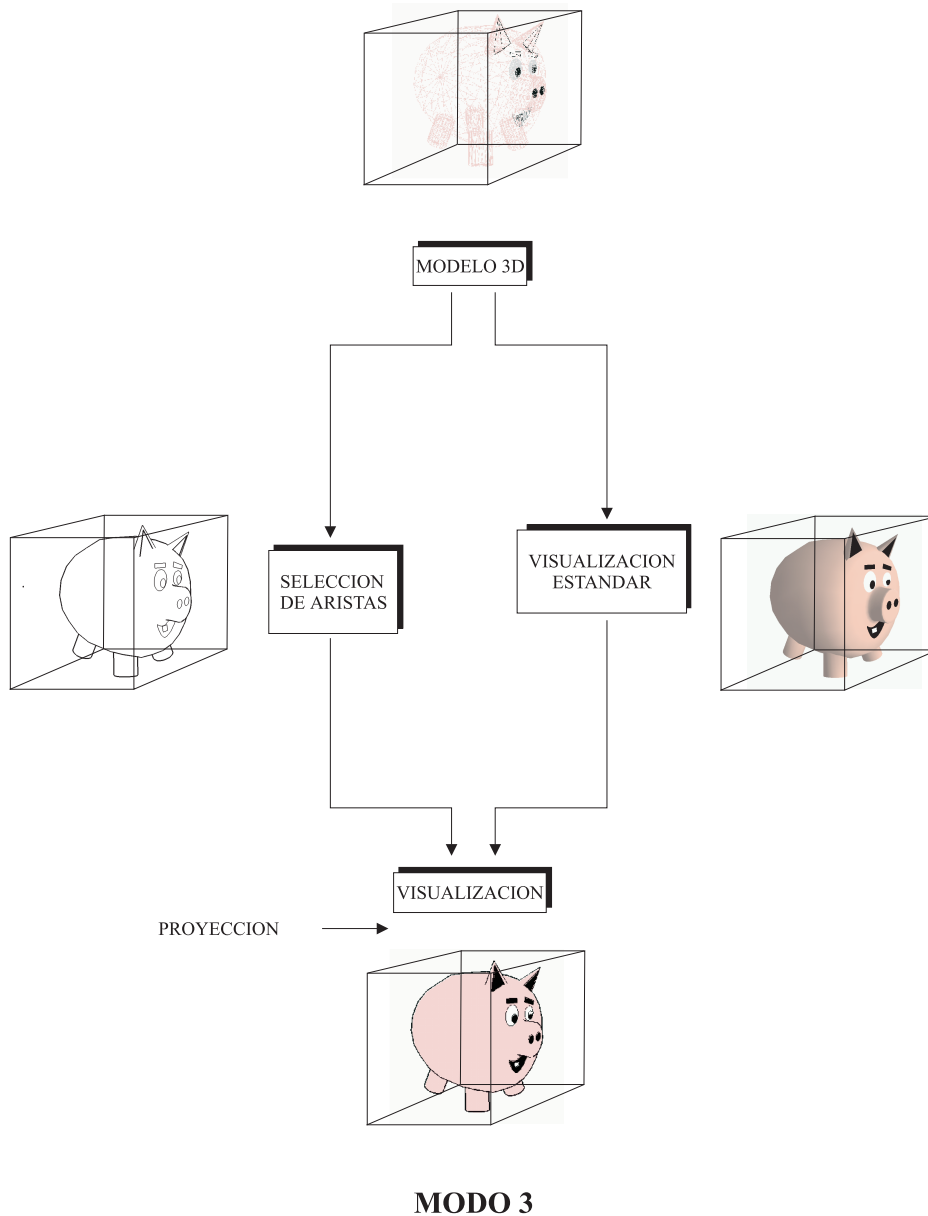 MODELO 3D
SELECCION
DE ARISTAS
VISUALIZACION
ESTANDAR
VISUALIZACION
PROYECCION
MODO 3